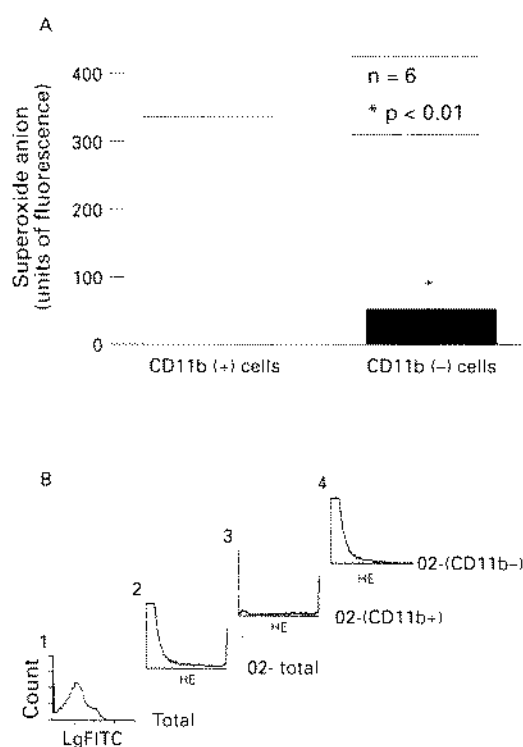 A
Superoxide anion
(units of fluorescence)
400
300
200
100
0
n = 6
* p < 0.01
*
CD11b (+) cells
CD11b (–) cells
B
4
02-(CD11b–)
HE
3
02-(CD11b+)
HE
2
02- total
HE
1
Count
Total
LgFITC